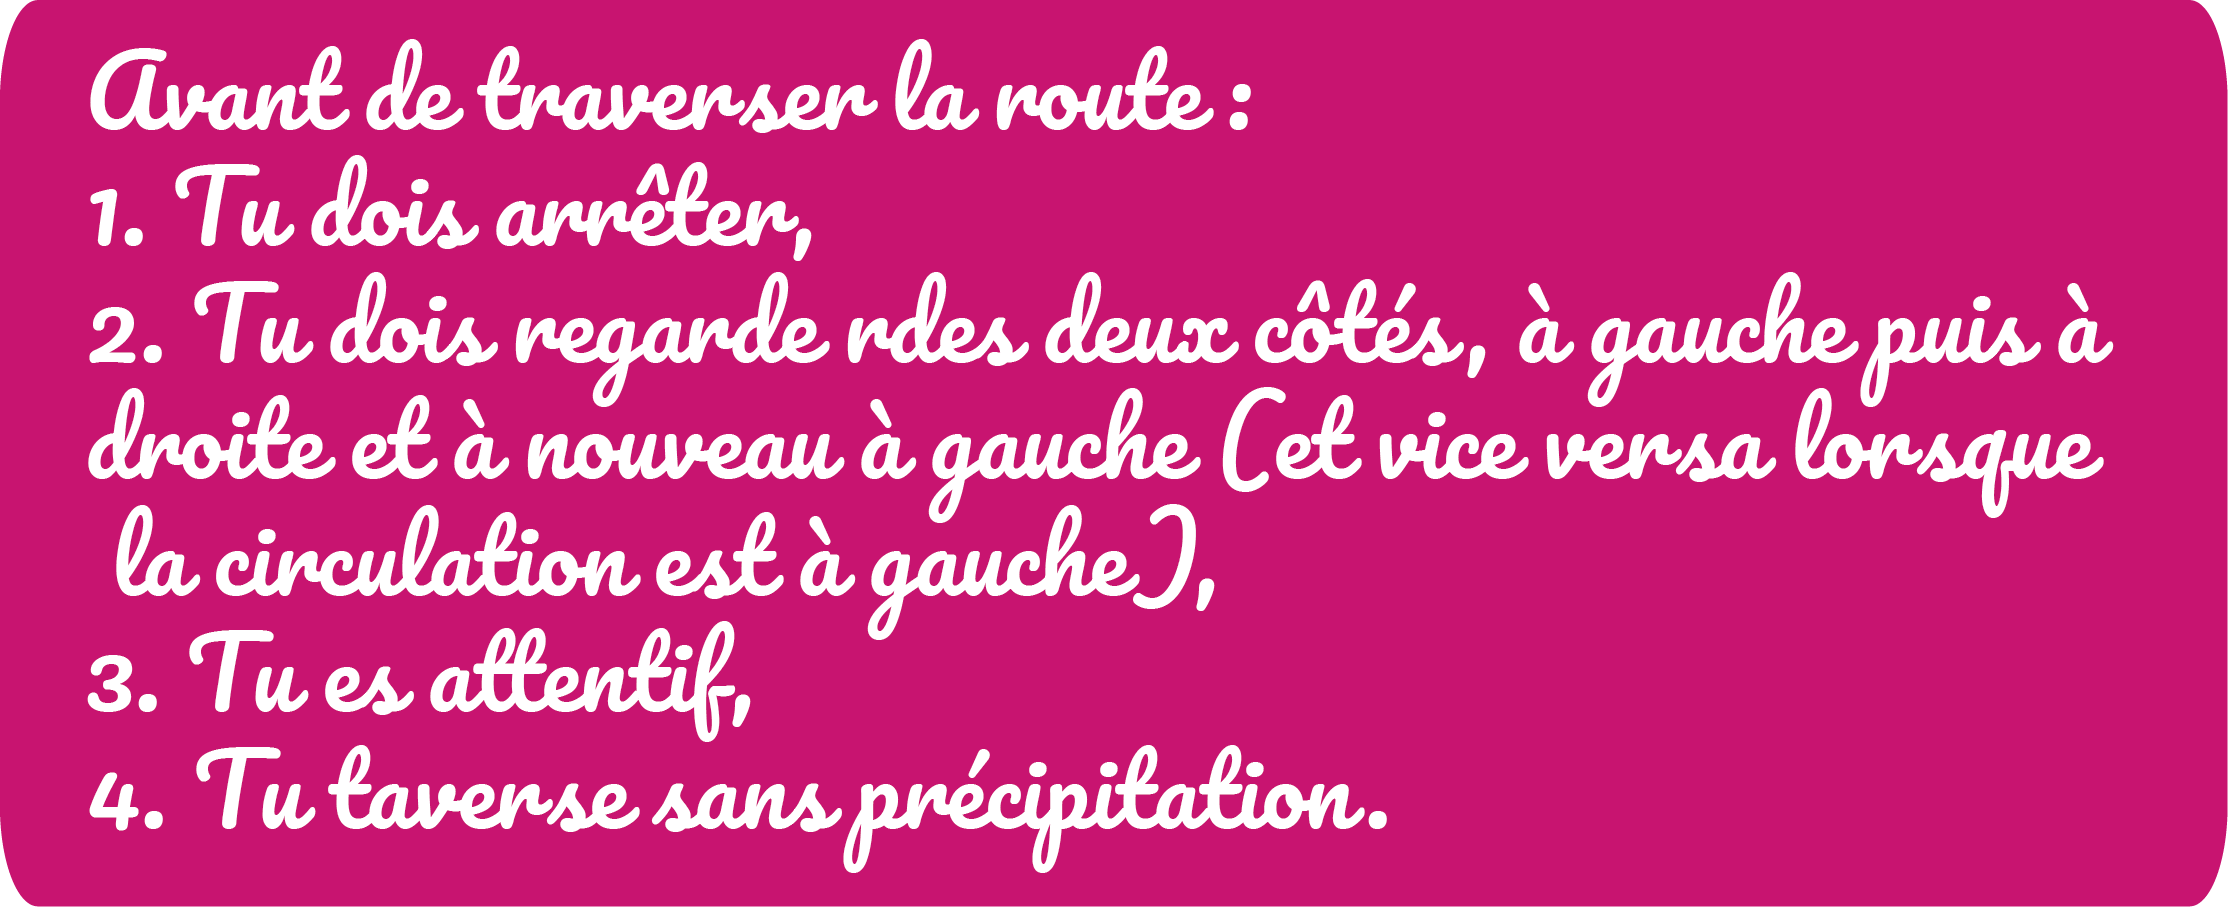 Avant de traverser la route :
1. Tu dois arrêter,
2. Tu dois regarde rdes deux côtés, à gauche puis à
droite et à nouveau à gauche (et vice versa lorsque
la circulation est à gauche),
3. Tu es attentif,
4. Tu taverse sans précipitation.